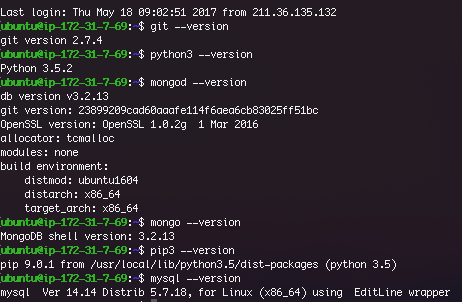 Last login: Thu May 18 09:02:51 2017 from 211.36.135.132
ubuntu@ip-172-31-7-69:~$ git --version
git version 2.7.4
ubuntu@ip-172-31-7-69:~$ python3 --version
Python 3.5.2
ubuntu@ip-172-31-7-69:~$ mongod --version
db version v3.2.13
git version: 23899209cad60aaafe114f6aea6cb83025ff51bc
OpenSSL version: OpenSSL 1.0.2g  1 Mar 2016
allocator: tcmalloc
modules: none
build environment:
    distmod: ubuntu1604
    distarch: x86_64
    target_arch: x86_64
ubuntu@ip-172-31-7-69:~$ mongo --version
MongoDB shell version: 3.2.13
ubuntu@ip-172-31-7-69:~$ pip3 --version
pip 9.0.1 from /usr/local/lib/python3.5/dist-packages (python 3.5)
ubuntu@ip-172-31-7-69:~$ mysql --version
mysql  Ver 14.14 Distrib 5.7.18, for Linux (x86_64) using  EditLine wrapper